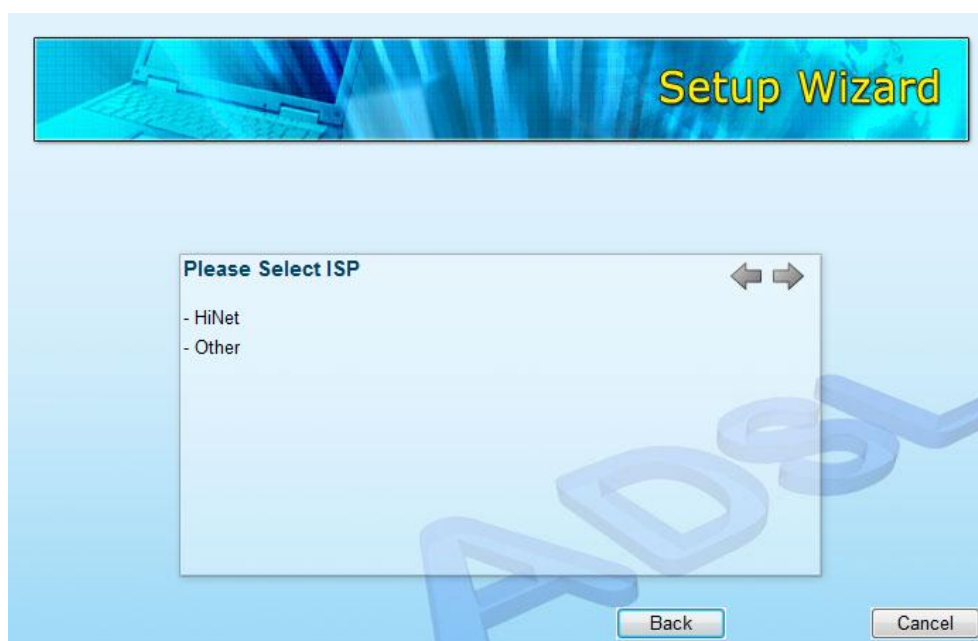 Setup Wizard
Please Select ISP
- HiNet
- Other
ADSL
Back
Cancel